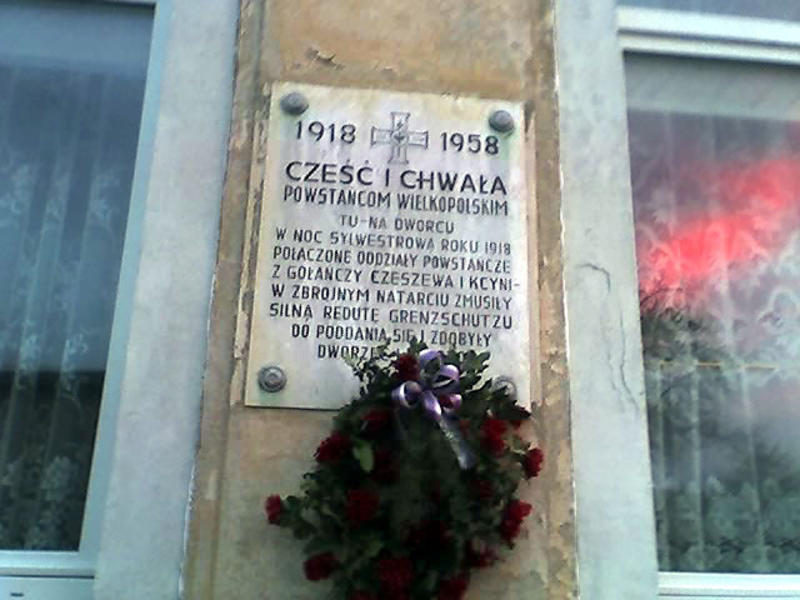 1918 1958
CZEŚĆ I CHWAŁA
POWSTAŃCOM WIELKOPOLSKIM
TU-NA DWORCU
W NOC SYLWESTROWĄ ROKU 1918
POŁĄCZONE ODDZIAŁY POWSTAŃCZE
Z GOŁAŃCZY CZESZEWA I KCYNI-
W ZBROJNYM NATARCIU ZMUSIŁY
SILNĄ REDUTĘ GRENZSCHUTZU
DO PODDANIA SIĘ I ZDOBYŁY